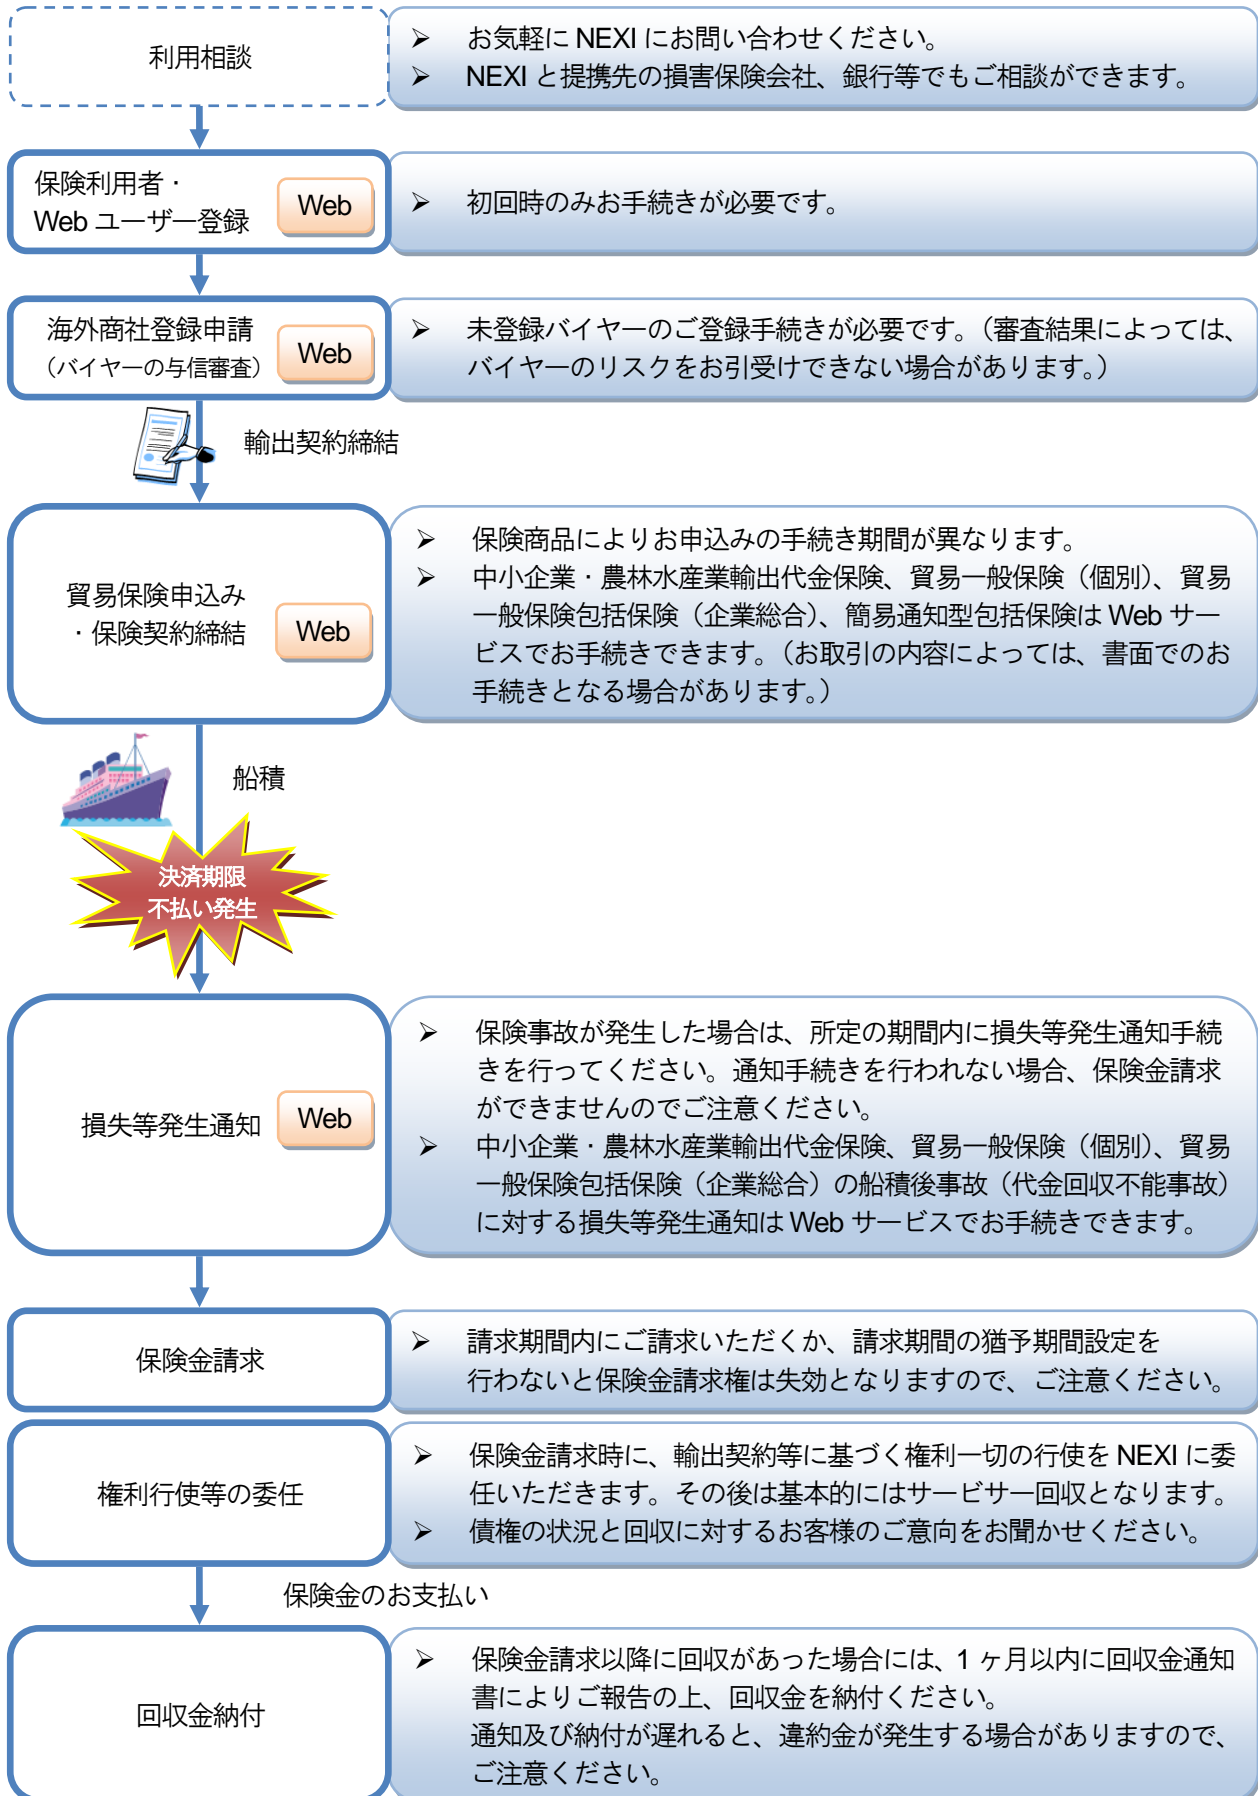 利用相談
➢ お気軽に NEXI にお問い合わせください。
➢ NEXI と提携先の損害保険会社、銀行等でもご相談ができます。
保険利用者・
Web ユーザー登録
Web
➢ 初回時のみお手続きが必要です。
海外商社登録申請
（バイヤーの与信審査）
Web
➢ 未登録バイヤーのご登録手続きが必要です。（審査結果によっては、
バイヤーのリスクをお引受けできない場合があります。）
輸出契約締結
貿易保険申込み
・保険契約締結
Web
➢ 保険商品によりお申込みの手続き期間が異なります。
➢ 中小企業・農林水産業輸出代金保険、貿易一般保険（個別）、貿易
一般保険包括保険（企業総合）、簡易通知型包括保険は Web サー
ビスでお手続きできます。（お取引の内容によっては、書面でのお
手続きとなる場合があります。）
船積
決済期限
不払い発生
損失等発生通知
Web
➢ 保険事故が発生した場合は、所定の期間内に損失等発生通知手続
きを行ってください。通知手続きを行われない場合、保険金請求
ができませんのでご注意ください。
➢ 中小企業・農林水産業輸出代金保険、貿易一般保険（個別）、貿易
一般保険包括保険（企業総合）の船積後事故（代金回収不能事故）
に対する損失等発生通知は Web サービスでお手続きできます。
保険金請求
➢ 請求期間内にご請求いただくか、請求期間の猶予期間設定を
行わないと保険金請求権は失効となりますので、ご注意ください。
権利行使等の委任
➢ 保険金請求時に、輸出契約等に基づく権利一切の行使を NEXI に委
任いただきます。その後は基本的にはサービサー回収となります。
➢ 債権の状況と回収に対するお客様のご意向をお聞かせください。
保険金のお支払い
回収金納付
➢ 保険金請求以降に回収があった場合には、1 ヶ月以内に回収金通知
書によりご報告の上、回収金を納付ください。
通知及び納付が遅れると、違約金が発生する場合がありますので、
ご注意ください。